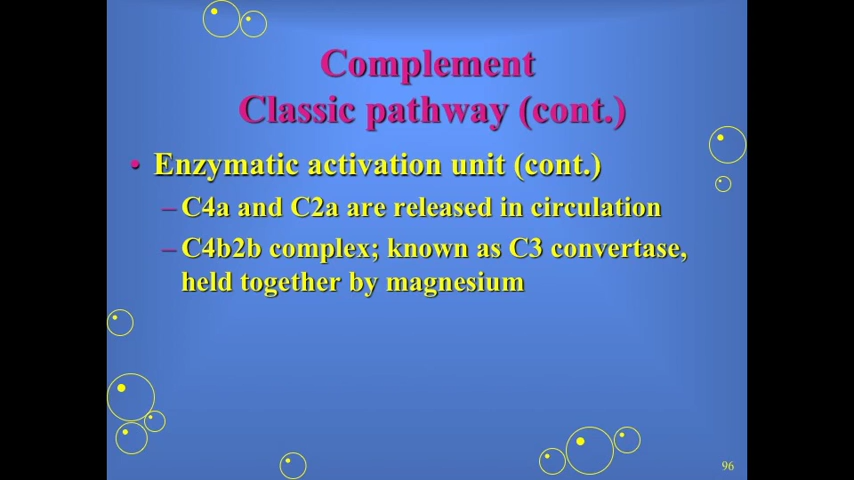 Complement
Classic pathway (cont.)
• Enzymatic activation unit (cont.)
– C4a and C2a are released in circulation
– C4b2b complex; known as C3 convertase,
held together by magnesium
96